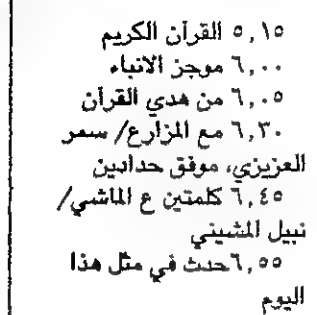 ٥,١٥ القرآن الكريم
٦,٠٠ موجز الانباء
٦,٠٥ من هدي القران
٦,٣٠ مع المزارع/ سمر
العزيزي، موفق حدادين
٦,٤٥ كلمتين ع الماشي/
نبيل المشيني
٦,٥٥حدث في مثل هذا
اليوم